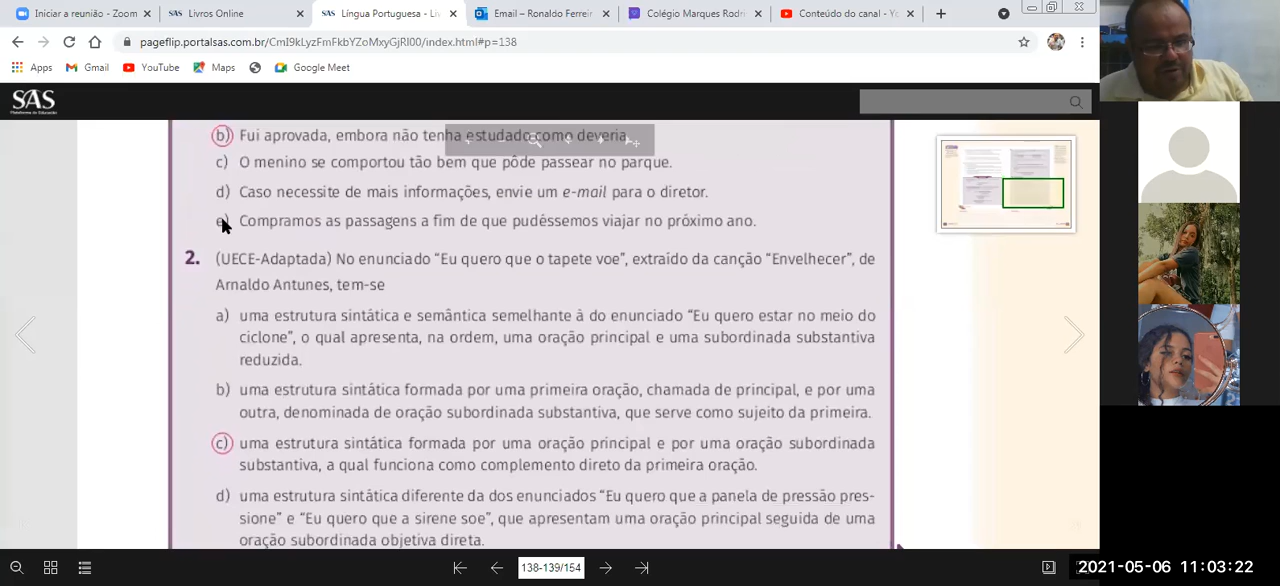 Iniciar a reunião - Zoom
Livros Online
Língua Portuguesa - Liv
Email – Ronaldo Ferreir
Colégio Marques Rodri
Conteúdo do canal - Yo
pageflip.portalsas.com.br/CmI9kLyzFmFkbYZoMxyGjRI00/index.html#p=138
Apps
Gmail
YouTube
Maps
Google Meet
SAS
b) Fui aprovada, embora não tenha estudado como deveria.
c) O menino se comportou tão bem que pôde passear no parque.
d) Caso necessite de mais informações, envie um e-mail para o diretor.
e) Compramos as passagens a fim de que pudéssemos viajar no próximo ano.
2. (UECE-Adaptada) No enunciado “Eu quero que o tapete voe”, extraído da canção “Envelhecer”, de
Arnaldo Antunes, tem-se
a) uma estrutura sintática e semântica semelhante à do enunciado “Eu quero estar no meio do
ciclone”, o qual apresenta, na ordem, uma oração principal e uma subordinada substantiva
reduzida.
b) uma estrutura sintática formada por uma primeira oração, chamada de principal, e por uma
outra, denominada de oração subordinada substantiva, que serve como sujeito da primeira.
c) uma estrutura sintática formada por uma oração principal e por uma oração subordinada
substantiva, a qual funciona como complemento direto da primeira oração.
d) uma estrutura sintática diferente da dos enunciados “Eu quero que a panela de pressão pres-
sione” e “Eu quero que a sirene soe”, que apresentam uma oração principal seguida de uma
oração subordinada objetiva direta.
138-139/154
2021-05-06 11:03:22